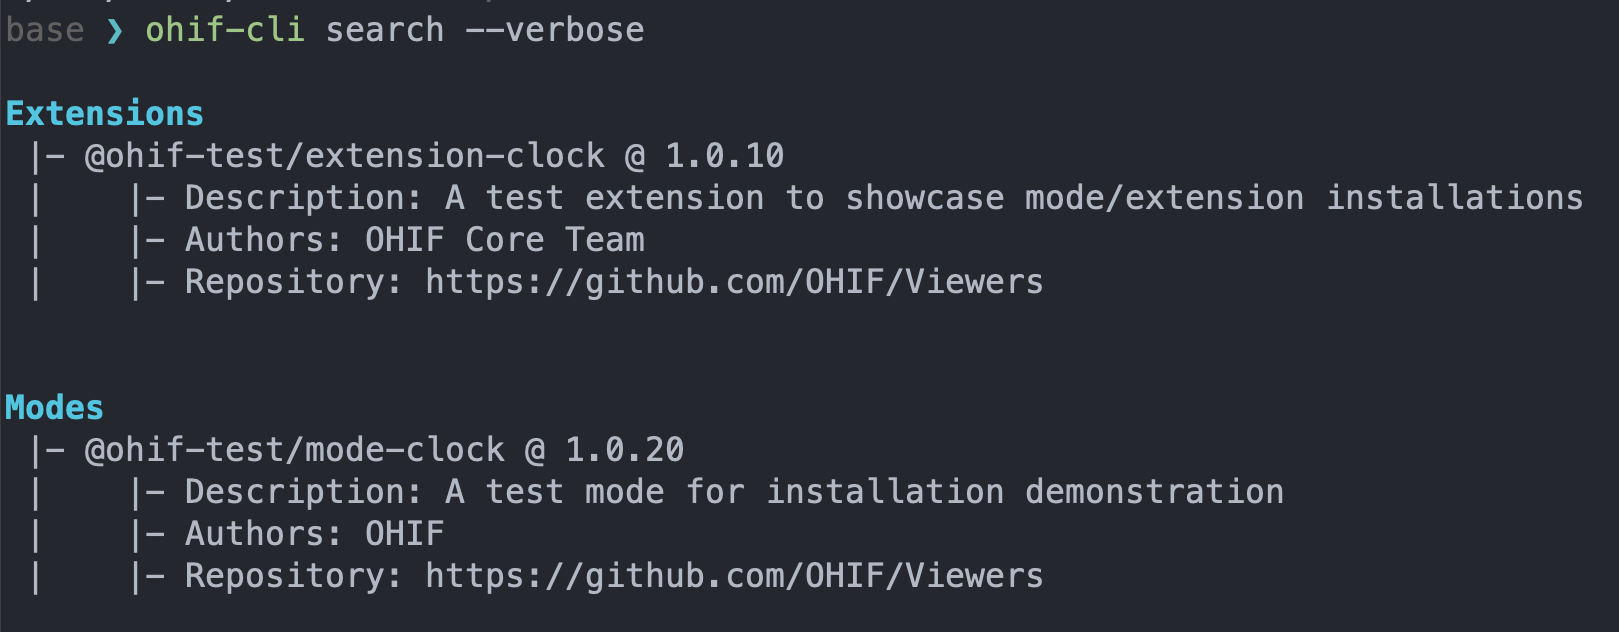 base ❯ ohif-cli search --verbose
Extensions
|- @ohif-test/extension-clock @ 1.0.10
|    |- Description: A test extension to showcase mode/extension installations
|    |- Authors: OHIF Core Team
|    |- Repository: https://github.com/OHIF/Viewers
Modes
|- @ohif-test/mode-clock @ 1.0.20
|    |- Description: A test mode for installation demonstration
|    |- Authors: OHIF
|    |- Repository: https://github.com/OHIF/Viewers